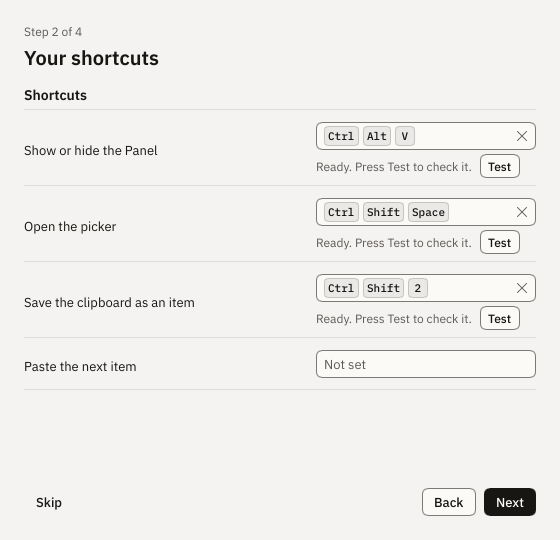 Step 2 of 4
Your shortcuts
Shortcuts
Show or hide the Panel
Ctrl Alt V
Ready. Press Test to check it. Test
Open the picker
Ctrl Shift Space
Ready. Press Test to check it. Test
Save the clipboard as an item
Ctrl Shift 2
Ready. Press Test to check it. Test
Paste the next item
Not set
Skip Back Next